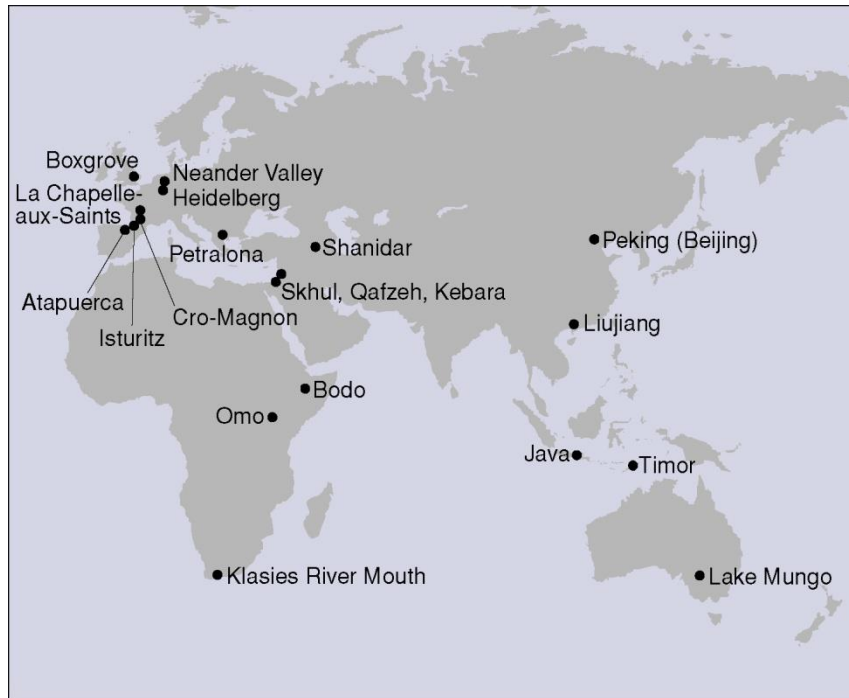 Boxgrove
Neander Valley
Heidelberg
La Chapelle-
aux-Saints
Petralona
Shanidar
Peking (Beijing)
Atapuerca
Skhul, Qafzeh, Kebara
Isturitz
Cro-Magnon
Liujiang
Bodo
Omo
Java
Timor
Klasies River Mouth
Lake Mungo